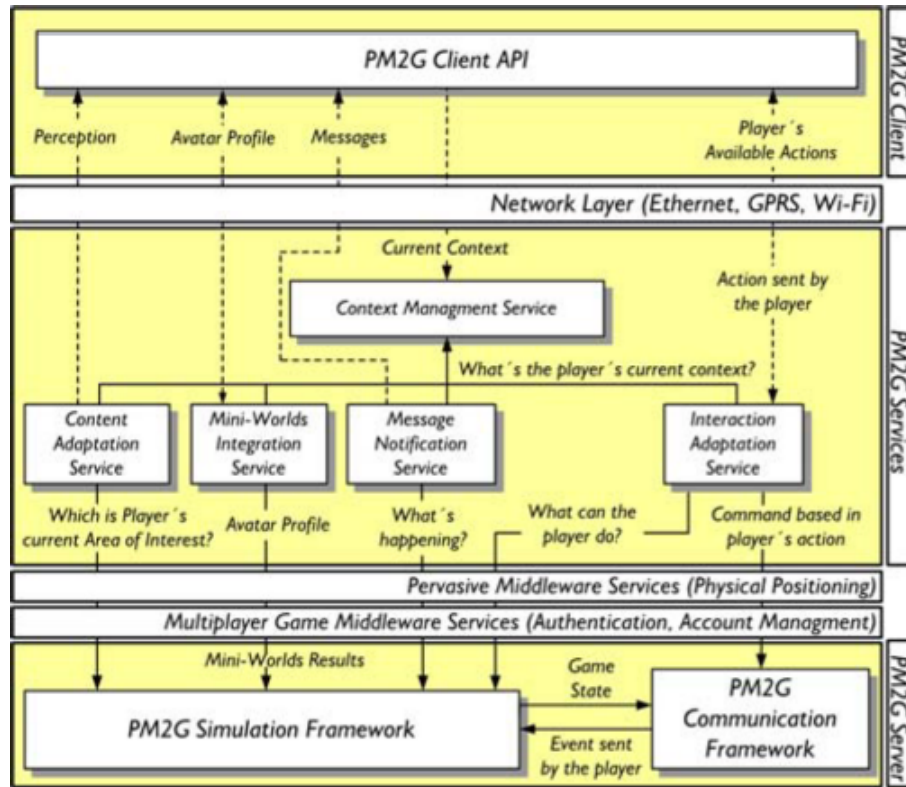 PM2G Client API
PM2G Client
Perception
Avatar Profile
Messages
Player´s
Available Actions
Network Layer (Ethernet, GPRS, Wi-Fi)
Current Context
Context Managment Service
Action sent by
the player
What´s the player´s current context?
PM2G Services
Content
Adaptation
Service
Mini-Worlds
Integration
Service
Message
Notification
Service
Interaction
Adaptation
Service
Which is Player´s
current Area of Interest?
Avatar Profile
What´s
happening?
What can the
player do?
Command based in
player´s action
Pervasive Middleware Services (Physical Positioning)
Multiplayer Game Middleware Services (Authentication, Account Managment)
Mini-Worlds Results
PM2G Simulation Framework
Game
State
Event sent
by the player
PM2G
Communication
Framework
PM2G Server